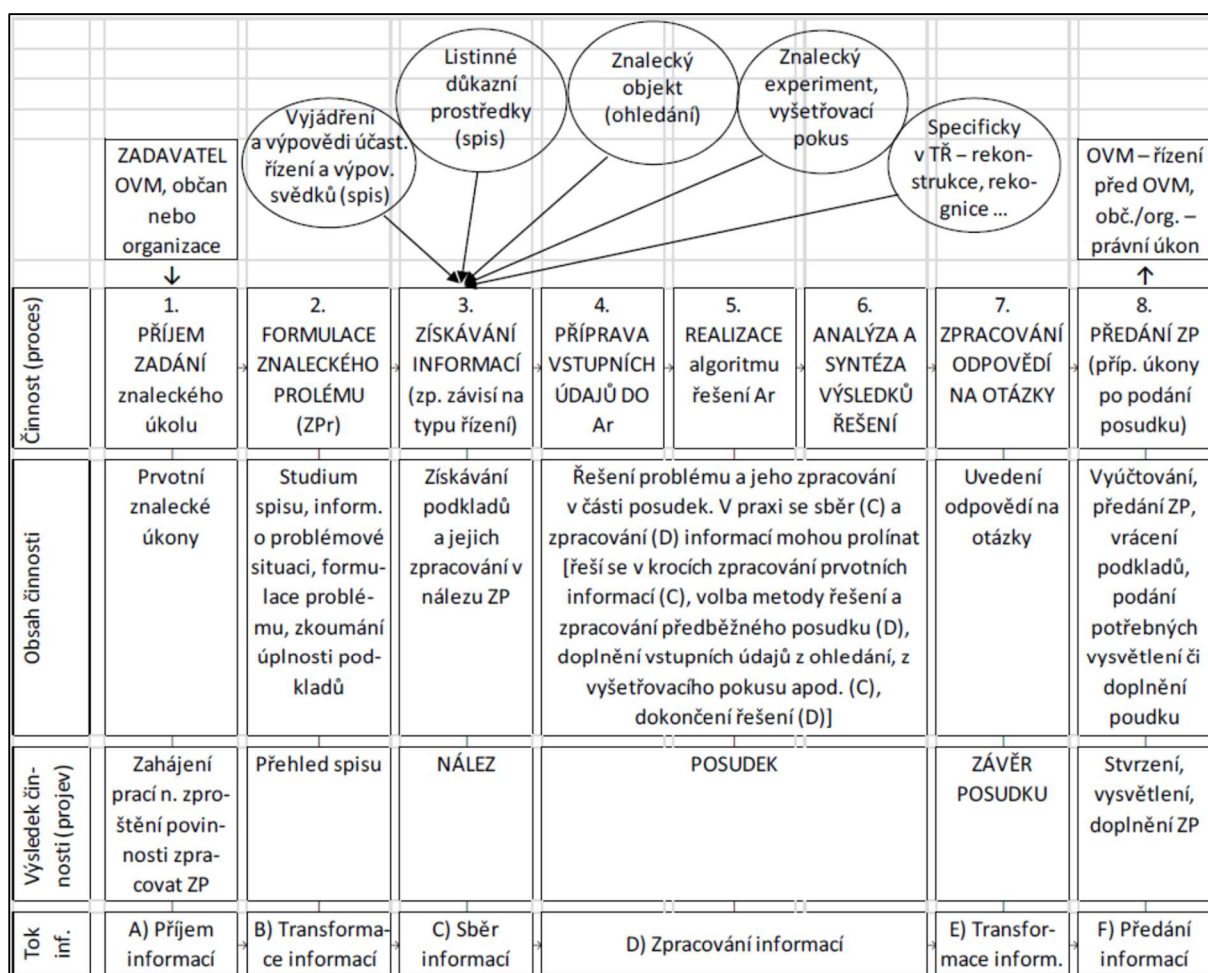 Vyjádření
a výpovědi účast.
řízení a výpov.
svědků (spis)
Listinné
důkazní
prostředky
(spis)
Znalecký
objekt
(ohledání)
Znalecký
experiment,
vyšetřovací
pokus
Specificky
v TŘ – rekon-
strukce, reko-
gnice ...
ZADAVATEL
OVM, občan
nebo
organizace
↓
OVM – řízení
před OVM,
obč./org. –
právní úkon
↑
Činnost (proces)
1.
PŘÍJEM
ZADÁNÍ
znaleckého
úkolu
2.
FORMULACE
ZNALECKÉHO
PROLÉMU
(ZPr)
3.
ZÍSKÁVÁNÍ
INFORMACÍ
(zp. závisí na
typu řízení)
4.
PŘÍPRAVA
VSTUPNÍCH
ÚDAJŮ DO
Ar
5.
REALIZACE
algoritmu
řešení Ar
6.
ANALÝZA A
SYNTÉZA
VÝSLEDKŮ
ŘEŠENÍ
7.
ZPRACOVÁNÍ
ODPOVĚDÍ
NA OTÁZKY
8.
PŘEDÁNÍ ZP
(příp. úkony
po podání
posudku)
Obsah činnosti
Prvotní
znalecké
úkony
Studium
spisu, inform.
o problémové
situaci, formu-
lace problé-
mu, zkoumání
úplnosti pod-
kladů
Získávání
podkladů
a jejich
zpracování v
nálezu ZP
Řešení problému a jeho zpracování
v části posudek. V praxi se sběr (C) a
zpracování (D) informací mohou prolínat
[řeší se v krocích zpracování prvotních
informací (C), volba metody řešení a
zpracování předběžného posudku (D),
doplnění vstupních údajů z ohledání, z
vyšetřovacího pokusu apod. (C),
dokončení řešení (D)]
Uvedení
odpovědí na
otázky
Vyúčtování,
předání ZP,
vrácení
podkladů,
podání
potřebných
vysvětlení či
doplnění
poudku
Výsledek čin-
nosti (projev)
Zahájení
prací n. zpro-
štění povin-
nosti zpra-
covat ZP
Přehled spisu
NÁLEZ
POSUDEK
ZÁVĚR
POSUDKU
Stvrzení,
vysvětlení,
doplnění ZP
Tok
inf.
A) Příjem
informací
B) Transforma-
ce informací
C) Sběr
informací
D) Zpracování informací
E) Transfor-
mace inform.
F) Předání
informací